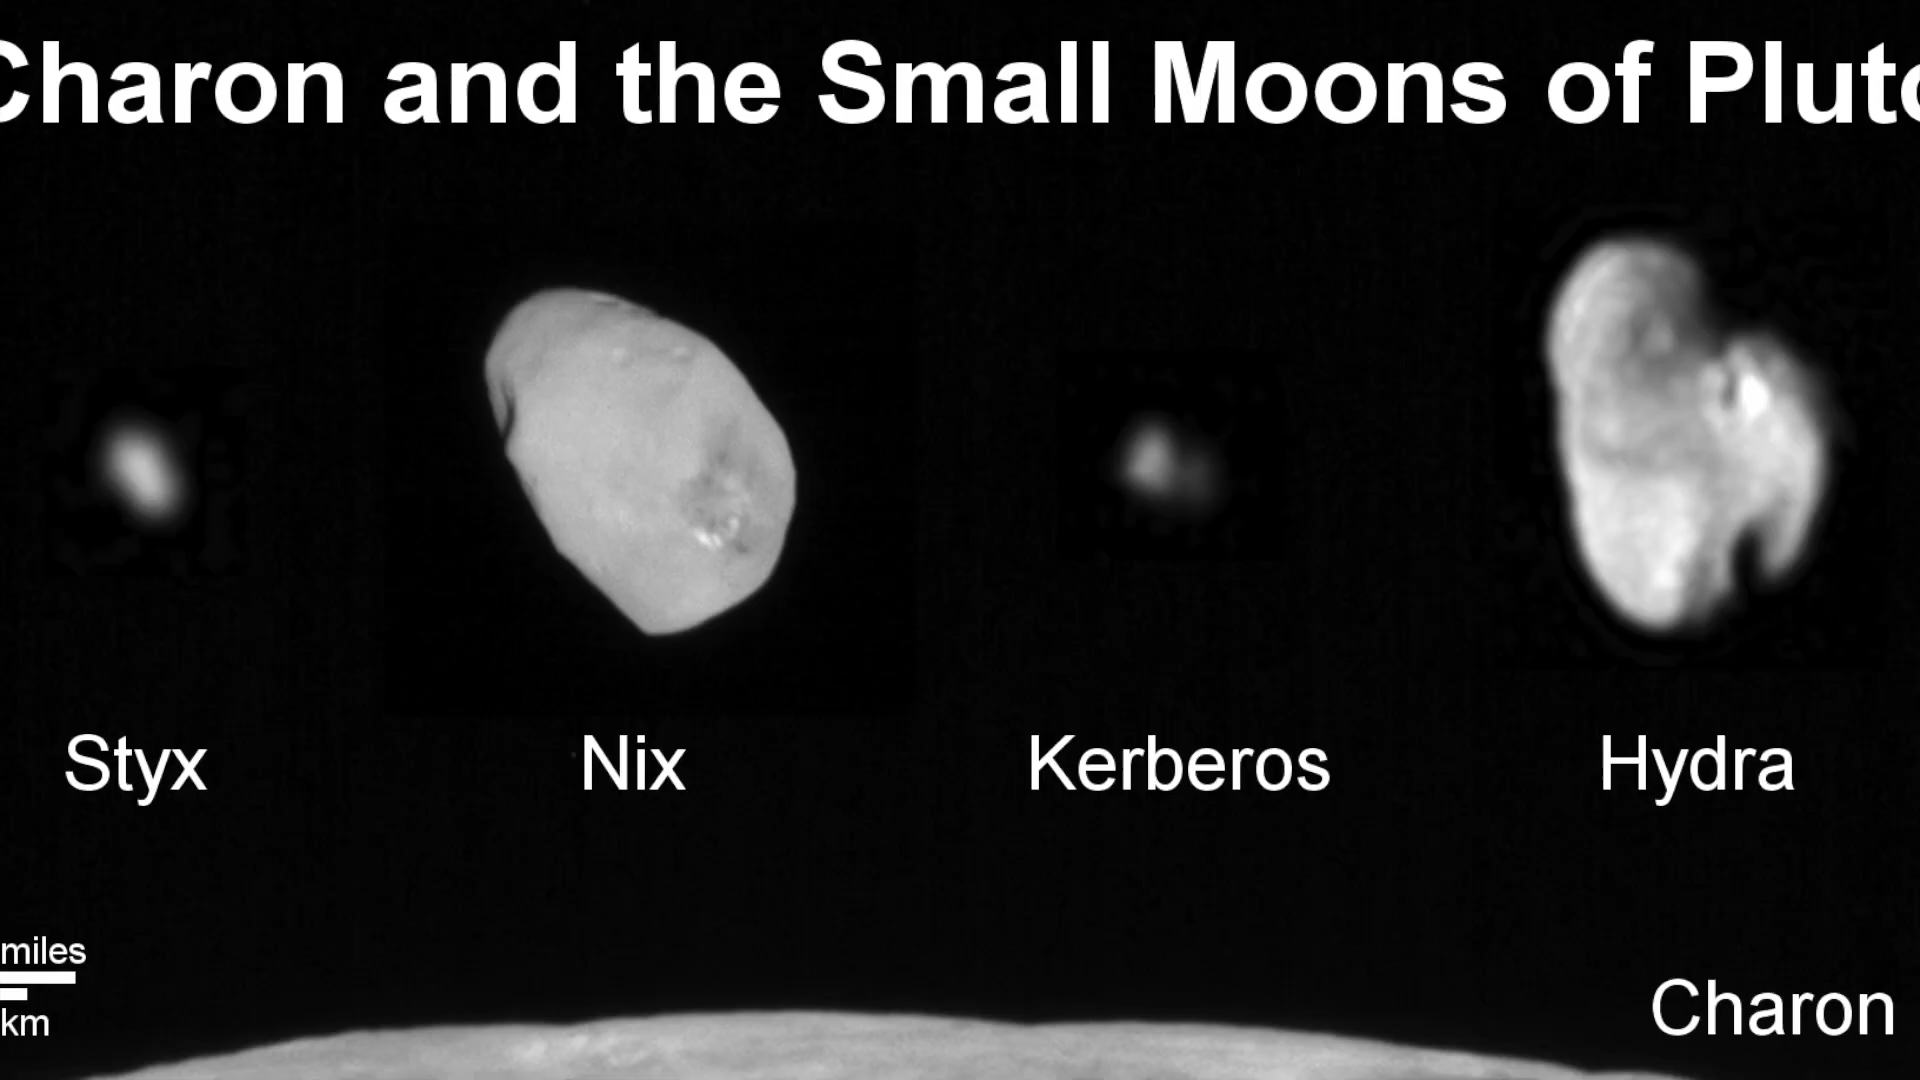 Charon and the Small Moons of Pluto
Styx
Nix
Kerberos
Hydra
miles
km
Charon